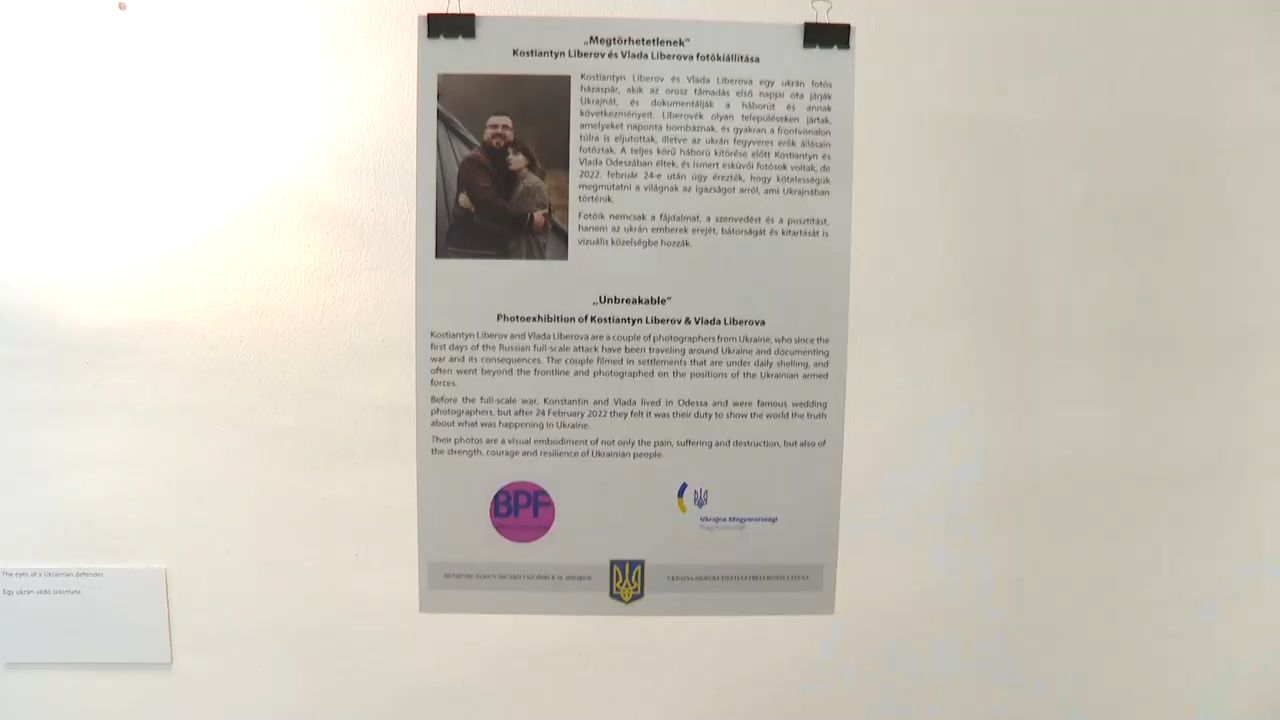 „Megtörhetetlenek"
Kostiantyn Liberov és Vlada Liberova fotókiállítása
Kostiantyn Liberov és Vlada Liberova egy ukrán fotós
házaspár, akik az orosz támadás első napjai óta járják
Ukrajnát, és dokumentálják a háborút és annak
következményeit. Liberovék olyan településeken jártak,
amelyeket naponta bombáznak, és gyakran a frontvonalon
túlra is eljutottak, illetve az ukrán fegyveres erők állásain
fotóztak. A teljes körű háború kitörése előtt Kostiantyn és
Vlada Odeszában éltek, és ismert esküvői fotósok voltak, de
2022. február 24-e után úgy érezték, hogy kötelességük
megmutatni a világnak az igazságot arról, ami Ukrajnában
történik.
Fotóik nemcsak a fájdalmat, a szenvedést és a pusztítást,
hanem az ukrán emberek erejét, bátorságát és kitartását is
vizuális közelségbe hozzák.
„Unbreakable"
Photoexhibition of Kostiantyn Liberov & Vlada Liberova
Kostiantyn Liberov and Vlada Liberova are a couple of photographers from Ukraine, who since the
first days of the Russian full-scale attack have been traveling around Ukraine and documenting
war and its consequences. The couple filmed in settlements that are under daily shelling, and
often went beyond the frontline and photographed on the positions of the Ukrainian armed
forces.
Before the full-scale war, Konstantin and Vlada lived in Odessa and were famous wedding
photographers, but after 24 February 2022 they felt it was their duty to show the world the truth
about what was happening in Ukraine.
Their photos are a visual embodiment of not only the pain, suffering and destruction, but also of
the strength, courage and resilience of Ukrainian people.
BPF
Ukrajna Magyarországi
Nagykövetsége
The eyes of a Ukrainian defender
Egy ukrán védő tekintete